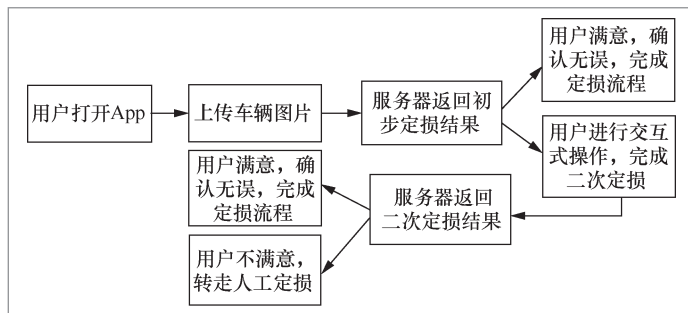 用户打开App
上传车辆图片
服务器返回初
步定损结果
用户满意，确
认无误，完成
定损流程
用户进行交互
式操作，完成
二次定损
服务器返回
二次定损结果
用户满意，确
认无误，完成
定损流程
用户不满意，
转走人工定损